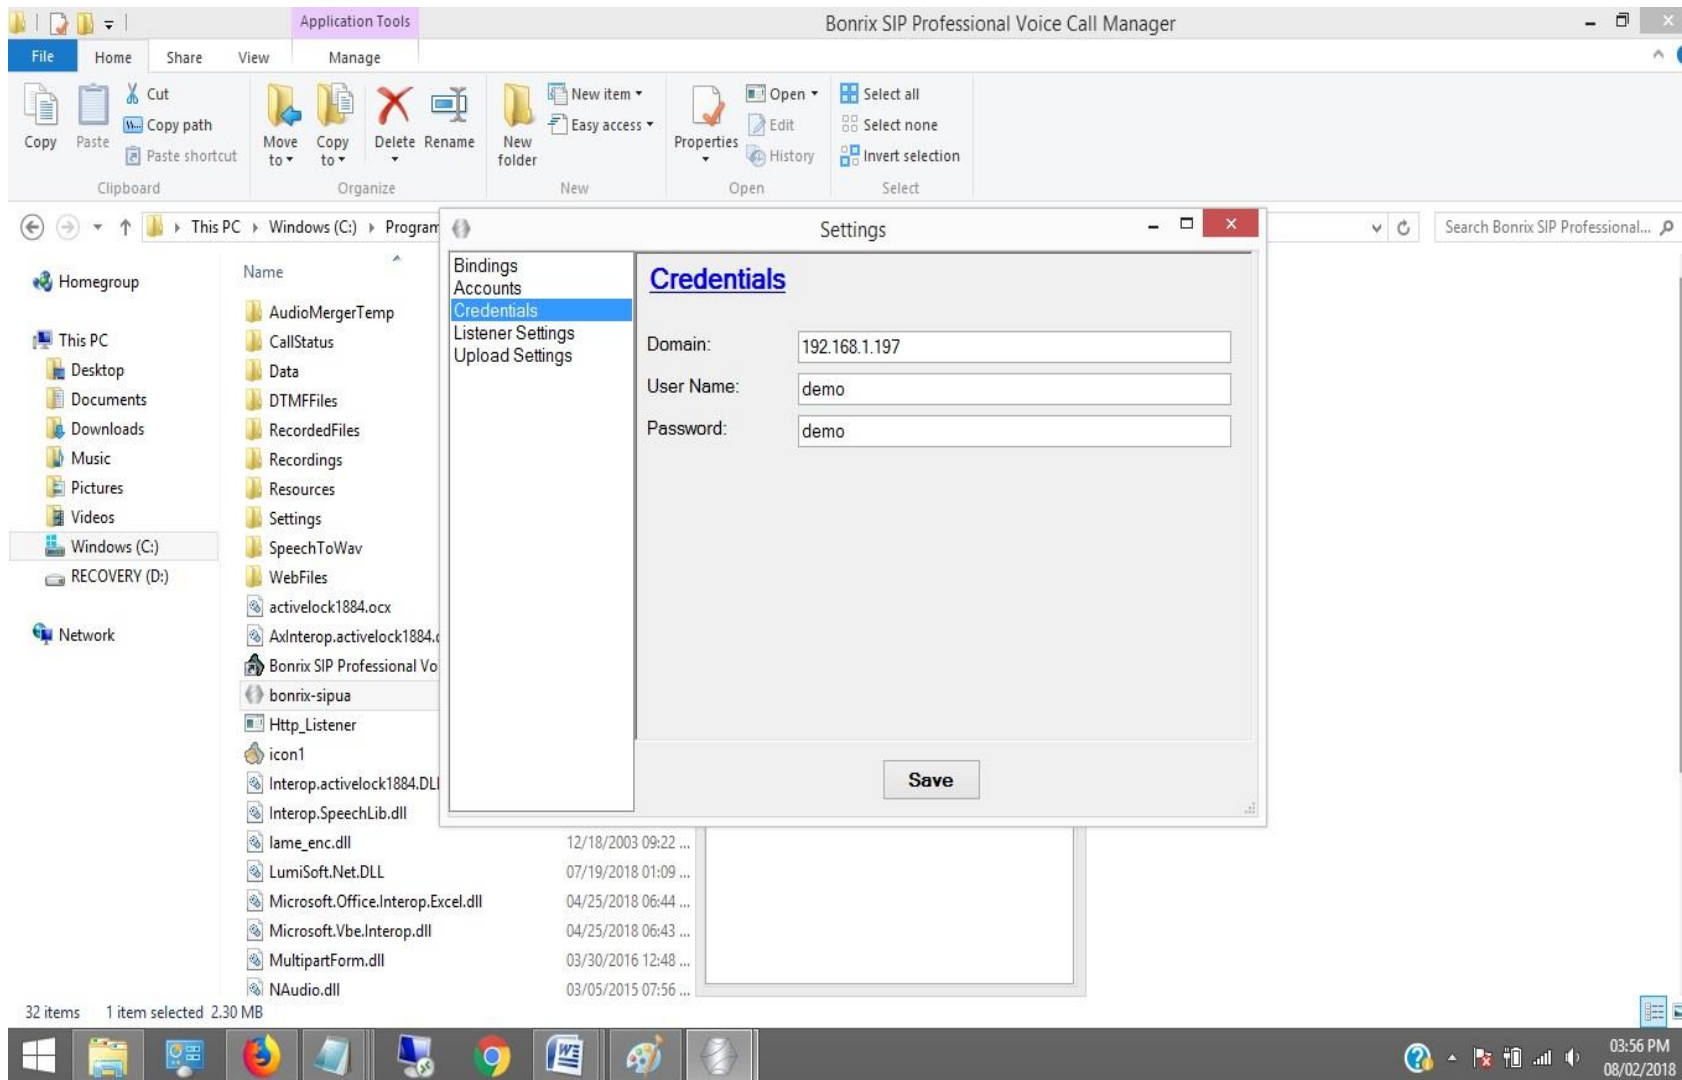 Application Tools
Bonrix SIP Professional Voice Call Manager
File Home Share View Manage
Copy
Paste
Cut
Copy path
Paste shortcut
Clipboard
Move to
Copy to
Delete
Rename
Organize
New folder
New item
Easy access
New
Properties
Open
Edit
History
Open
Select all
Select none
Invert selection
Select
This PC Windows (C:) Program
Search Bonrix SIP Professional...
Homegroup
This PC
Desktop
Documents
Downloads
Music
Pictures
Videos
Windows (C:)
RECOVERY (D:)
Network
Name
AudioMergerTemp
CallStatus
Data
DTMFFiles
RecordedFiles
Recordings
Resources
Settings
SpeechToWav
WebFiles
activelock1884.ocx
AxInterop.activelock1884.
Bonrix SIP Professional Vo
bonrix-sipua
Http_Listener
icon1
Interop.activelock1884.DL
Interop.SpeechLib.dll
lame_enc.dll 12/18/2003 09:22 ...
LumiSoft.Net.DLL 07/19/2018 01:09 ...
Microsoft.Office.Interop.Excel.dll 04/25/2018 06:44 ...
Microsoft.Vbe.Interop.dll 04/25/2018 06:43 ...
MultipartForm.dll 03/30/2016 12:48 ...
NAudio.dll 03/05/2015 07:56 ...
Settings
Bindings
Accounts
Credentials
Listener Settings
Upload Settings
Credentials
Domain: 192.168.1.197
User Name: demo
Password: demo
Save
32 items 1 item selected 2.30 MB
03:56 PM
08/02/2018